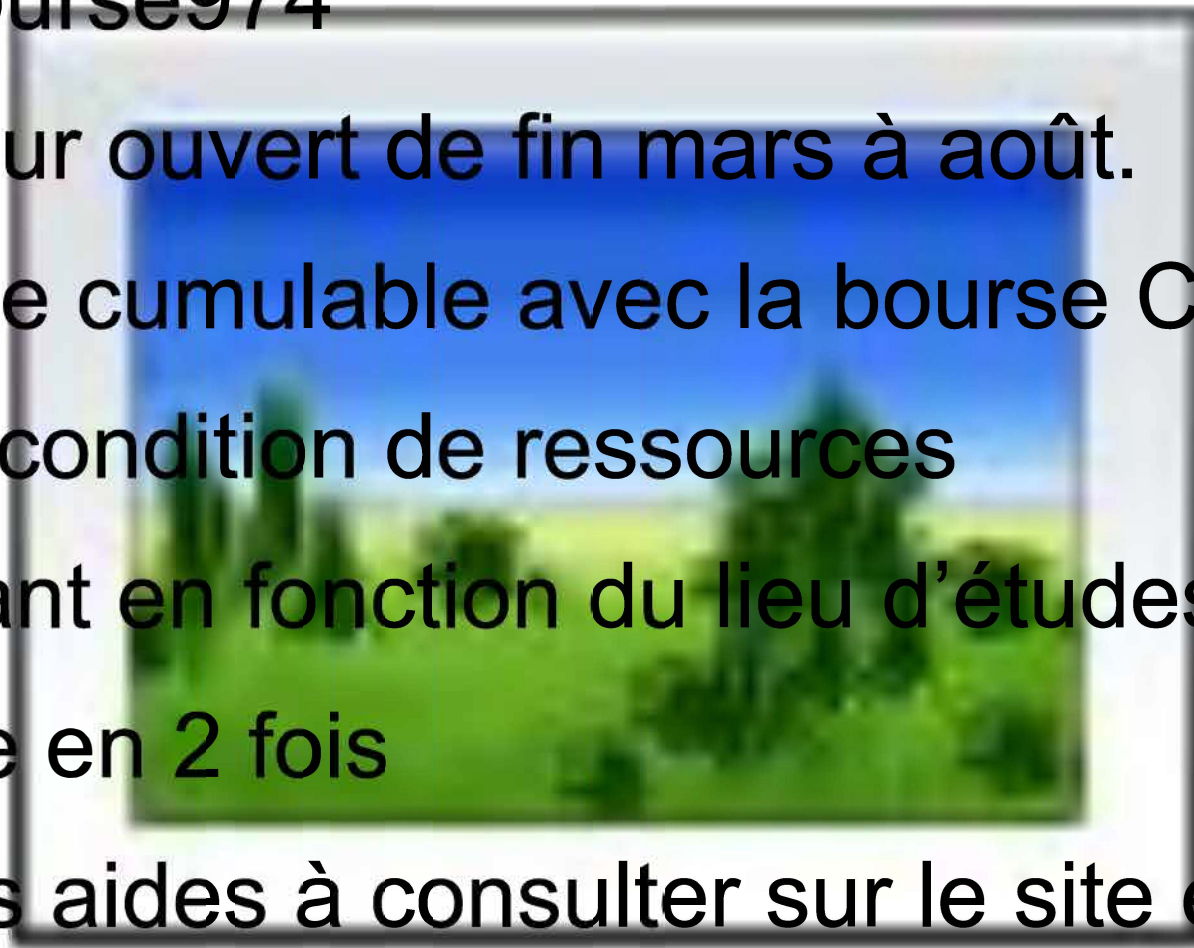 ourse974
ur ouvert de fin mars à août.
e cumulable avec la bourse C
condition de ressources
ant en fonction du lieu d’études
e en 2 fois
s aides à consulter sur le site